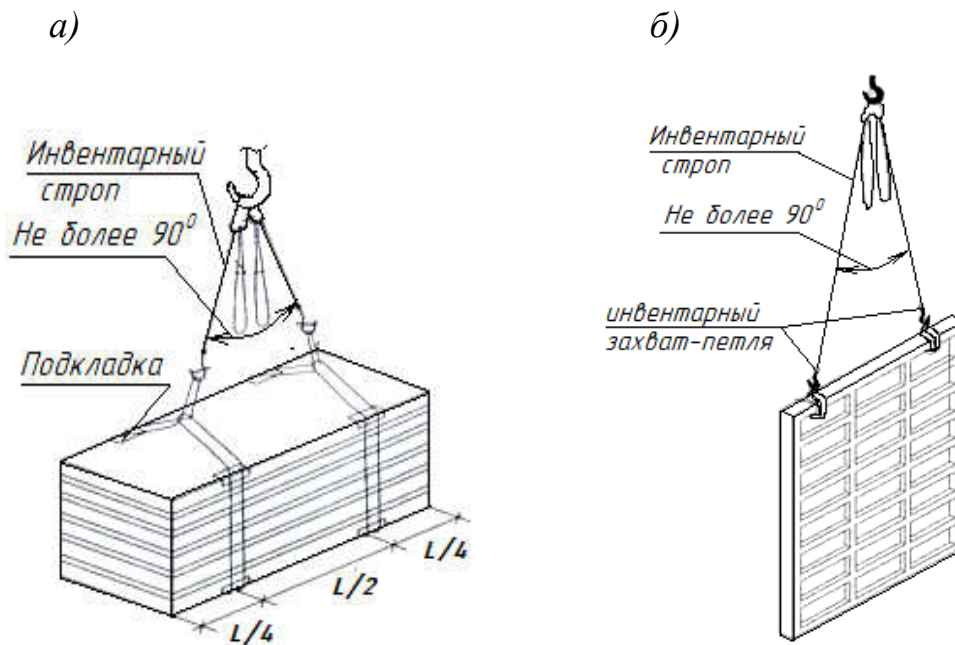 а)
Инвентарный
строп
Не более 90⁰
Подкладка
L/4
L/2
L/4
б)
Инвентарный
строп
Не более 90⁰
инвентарный
захват-петля